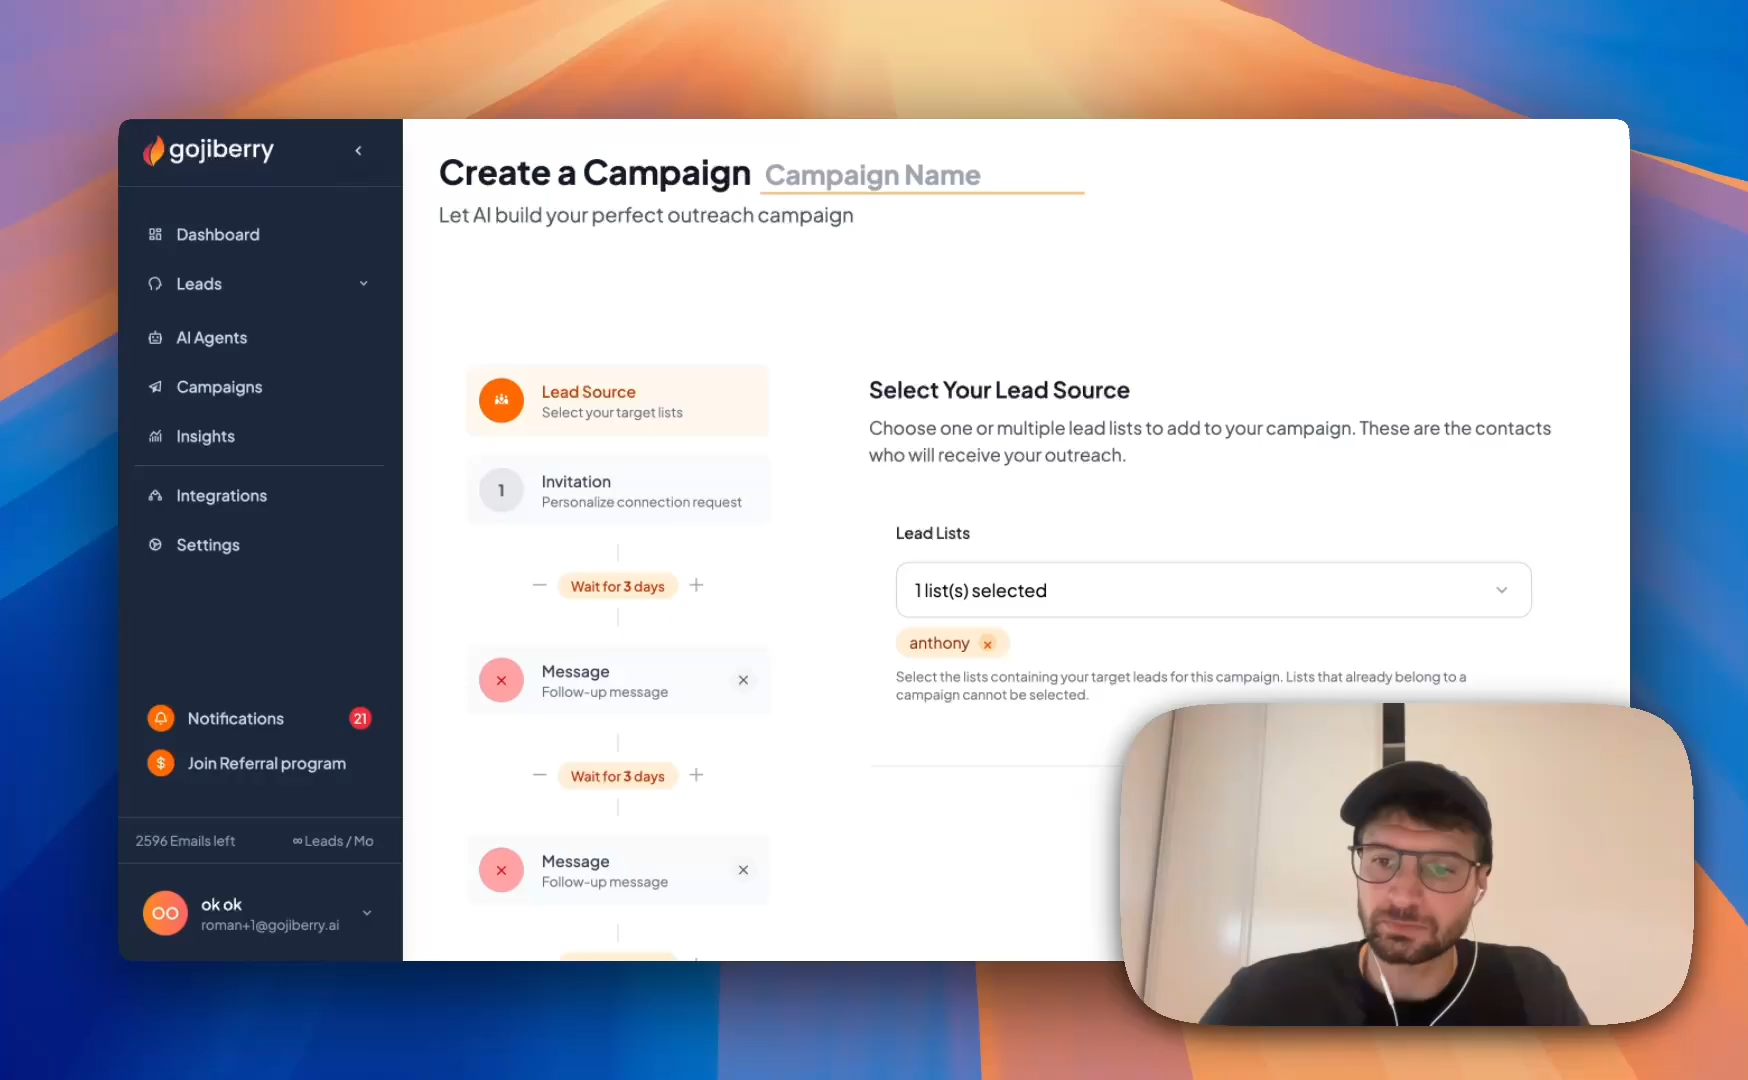 gojiberry
Dashboard
Leads
AI Agents
Campaigns
Insights
Integrations
Settings
Notifications
21
Join Referral program
2596 Emails left
∞ Leads / Mo
OO
ok ok
roman+1@gojiberry.ai
Create a Campaign
Campaign Name
Let AI build your perfect outreach campaign
Lead Source
Select your target lists
1
Invitation
Personalize connection request
Wait for 3 days
Message
Follow-up message
Wait for 3 days
Message
Follow-up message
Select Your Lead Source
Choose one or multiple lead lists to add to your campaign. These are the contacts
who will receive your outreach.
Lead Lists
1 list(s) selected
anthony
Select the lists containing your target leads for this campaign. Lists that already belong to a
campaign cannot be selected.